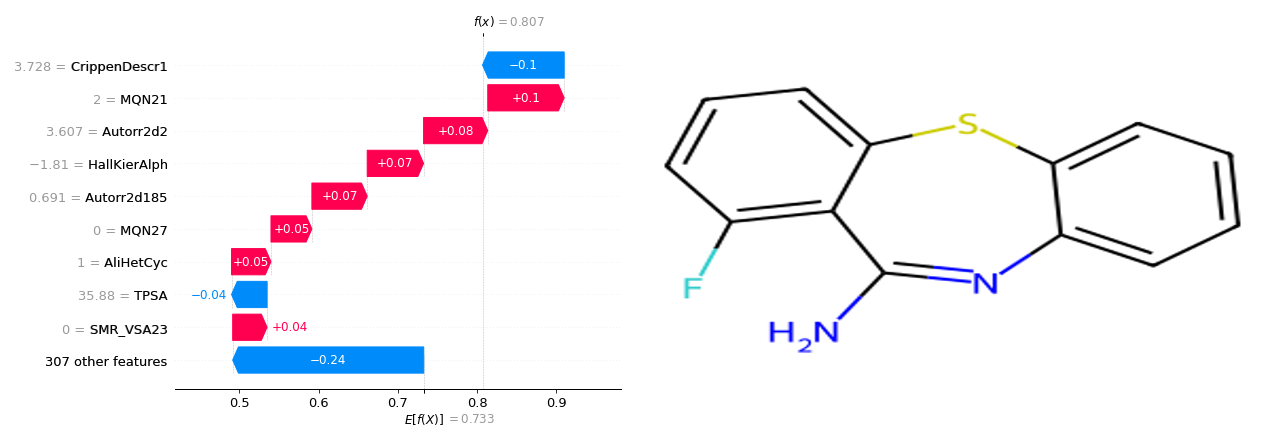 f(x) = 0.807
3.728 = CrippenDescr1
−0.1
2 = MQN21
+0.1
3.607 = Autorr2d2
+0.08
−1.81 = HallKierAlph
+0.07
0.691 = Autorr2d185
+0.07
0 = MQN27
+0.05
1 = AliHetCyc
+0.05
35.88 = TPSA
−0.04
0 = SMR_VSA23
+0.04
307 other features
−0.24
0.5 0.6 0.7 0.8 0.9
E[f(X)] = 0.733
S
F
N
H2N